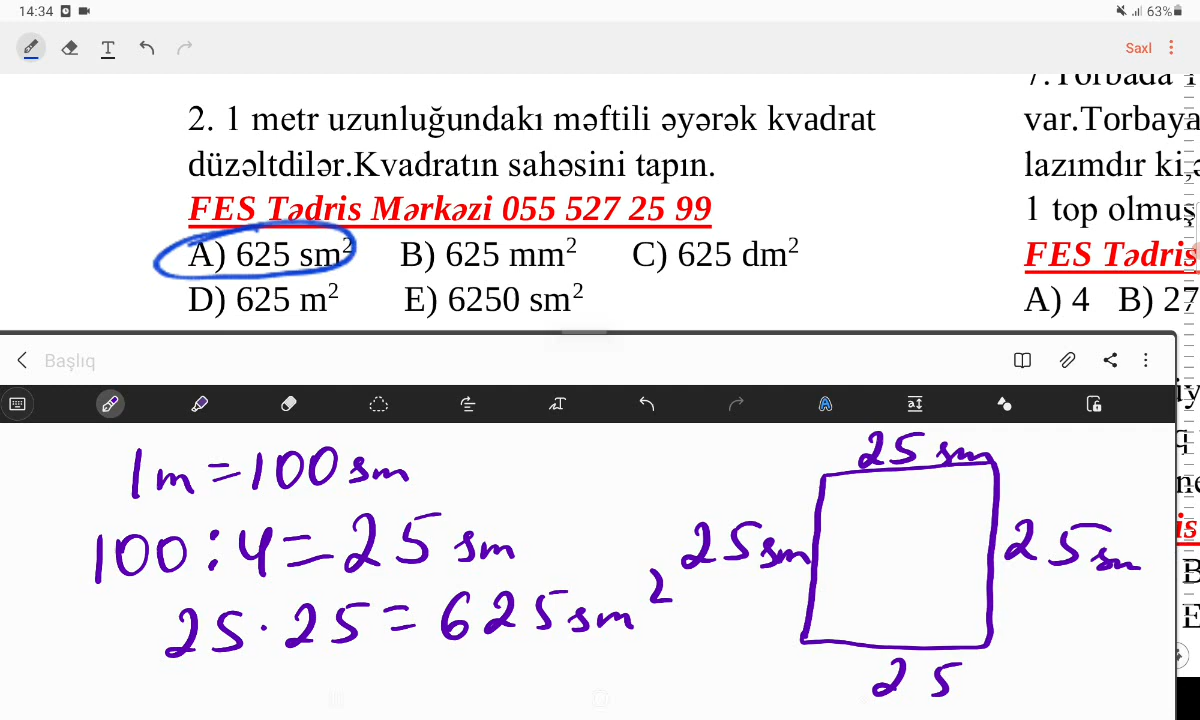 14:34
63%
Saxl
2. 1 metr uzunluğundakı məftili əyərək kvadrat
düzəltdilər.Kvadratın sahəsini tapın.
FES Tədris Mərkəzi 055 527 25 99
A) 625 sm² B) 625 mm² C) 625 dm²
D) 625 m² E) 6250 sm²
var.Torbaya
lazımdır ki,ə
1 top olmuş
FES Tədris
A) 4 B) 27
Başlıq
1m=100sm
100:4=25 sm
25·25=625sm²
25 sm
25sm
25sm
25
is
B
E